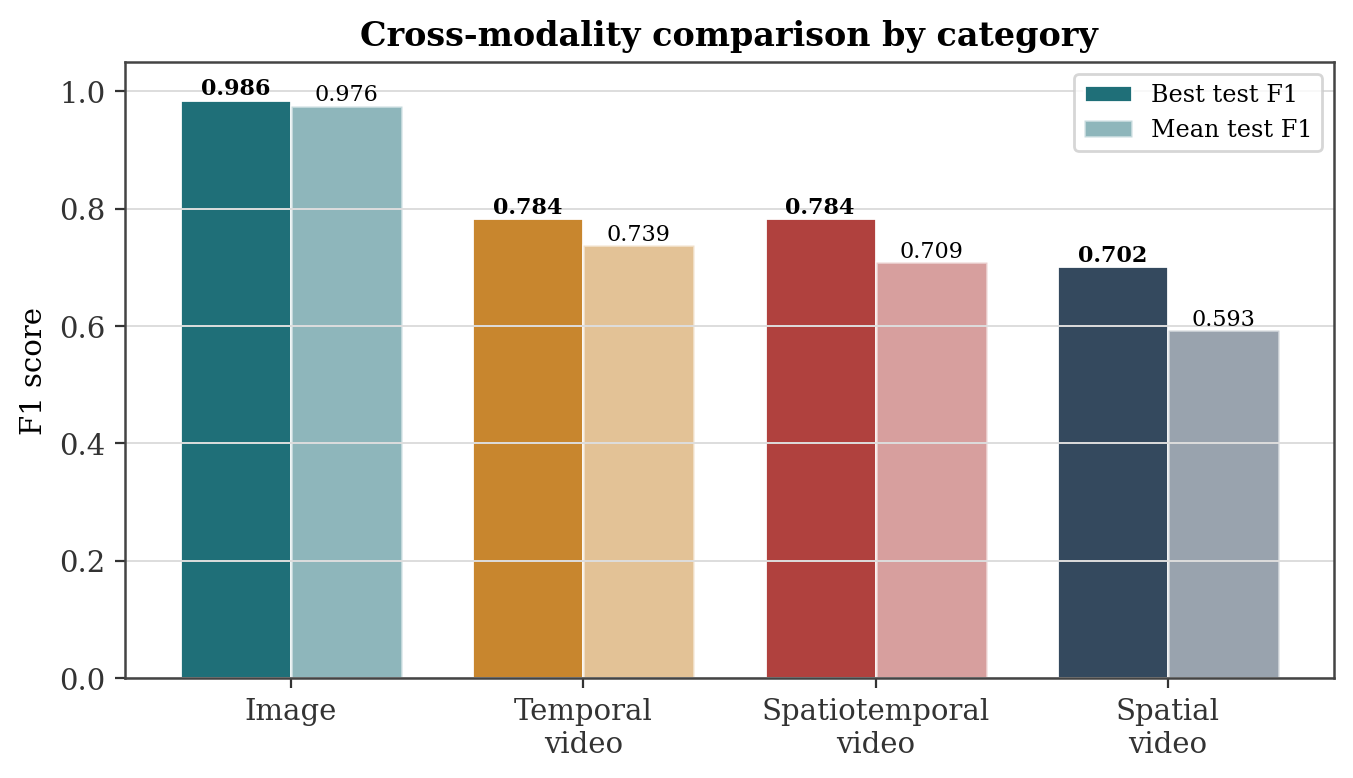 Cross-modality comparison by category
F1 score
1.0
0.8
0.6
0.4
0.2
0.0
0.986
0.976
0.784
0.739
0.784
0.709
0.702
0.593
Best test F1
Mean test F1
Image
Temporal
video
Spatiotemporal
video
Spatial
video